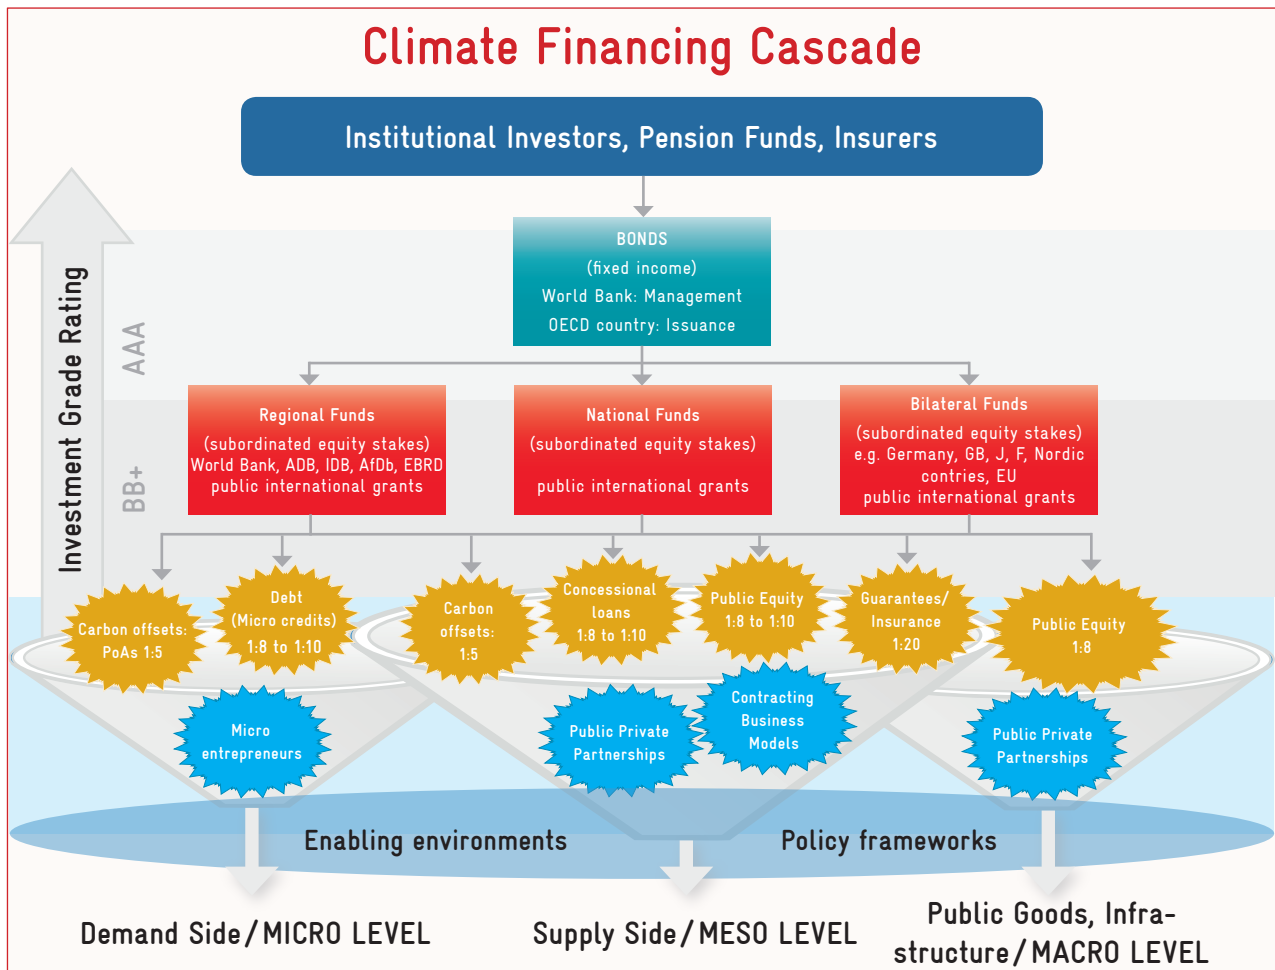 Climate Financing Cascade
Institutional Investors, Pension Funds, Insurers
BONDS
(fixed income)
World Bank: Management
OECD country: Issuance
Investment Grade Rating
AAA
BB+
Regional Funds
(subordinated equity stakes)
World Bank, ADB, IDB, AfDb, EBRD
public international grants
National Funds
(subordinated equity stakes)
public international grants
Bilateral Funds
(subordinated equity stakes)
e.g. Germany, GB, J, F, Nordic
contries, EU
public international grants
Carbon offsets:
PoAs 1:5
Debt
(Micro credits)
1:8 to 1:10
Carbon
offsets:
1:5
Concessional
loans
1:8 to 1:10
Public Equity
1:8 to 1:10
Guarantees/
Insurance
1:20
Public Equity
1:8
Micro
entrepreneurs
Public Private
Partnerships
Contracting
Business
Models
Public Private
Partnerships
Enabling environments
Policy frameworks
Demand Side/MICRO LEVEL
Supply Side/MESO LEVEL
Public Goods, Infra-
structure/MACRO LEVEL